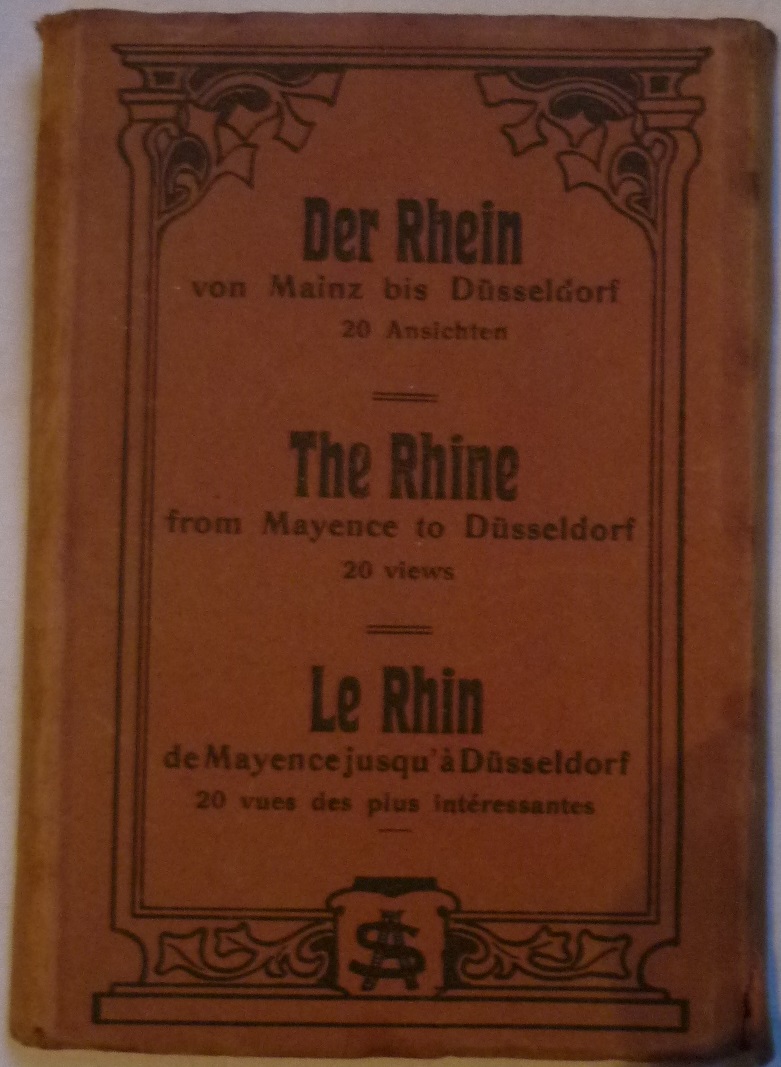 Der Rhein
von Mainz bis Düsseldorf
20 Ansichten
The Rhine
from Mayence to Düsseldorf
20 views
Le Rhin
de Mayence jusqu'à Düsseldorf
20 vues des plus intéressantes